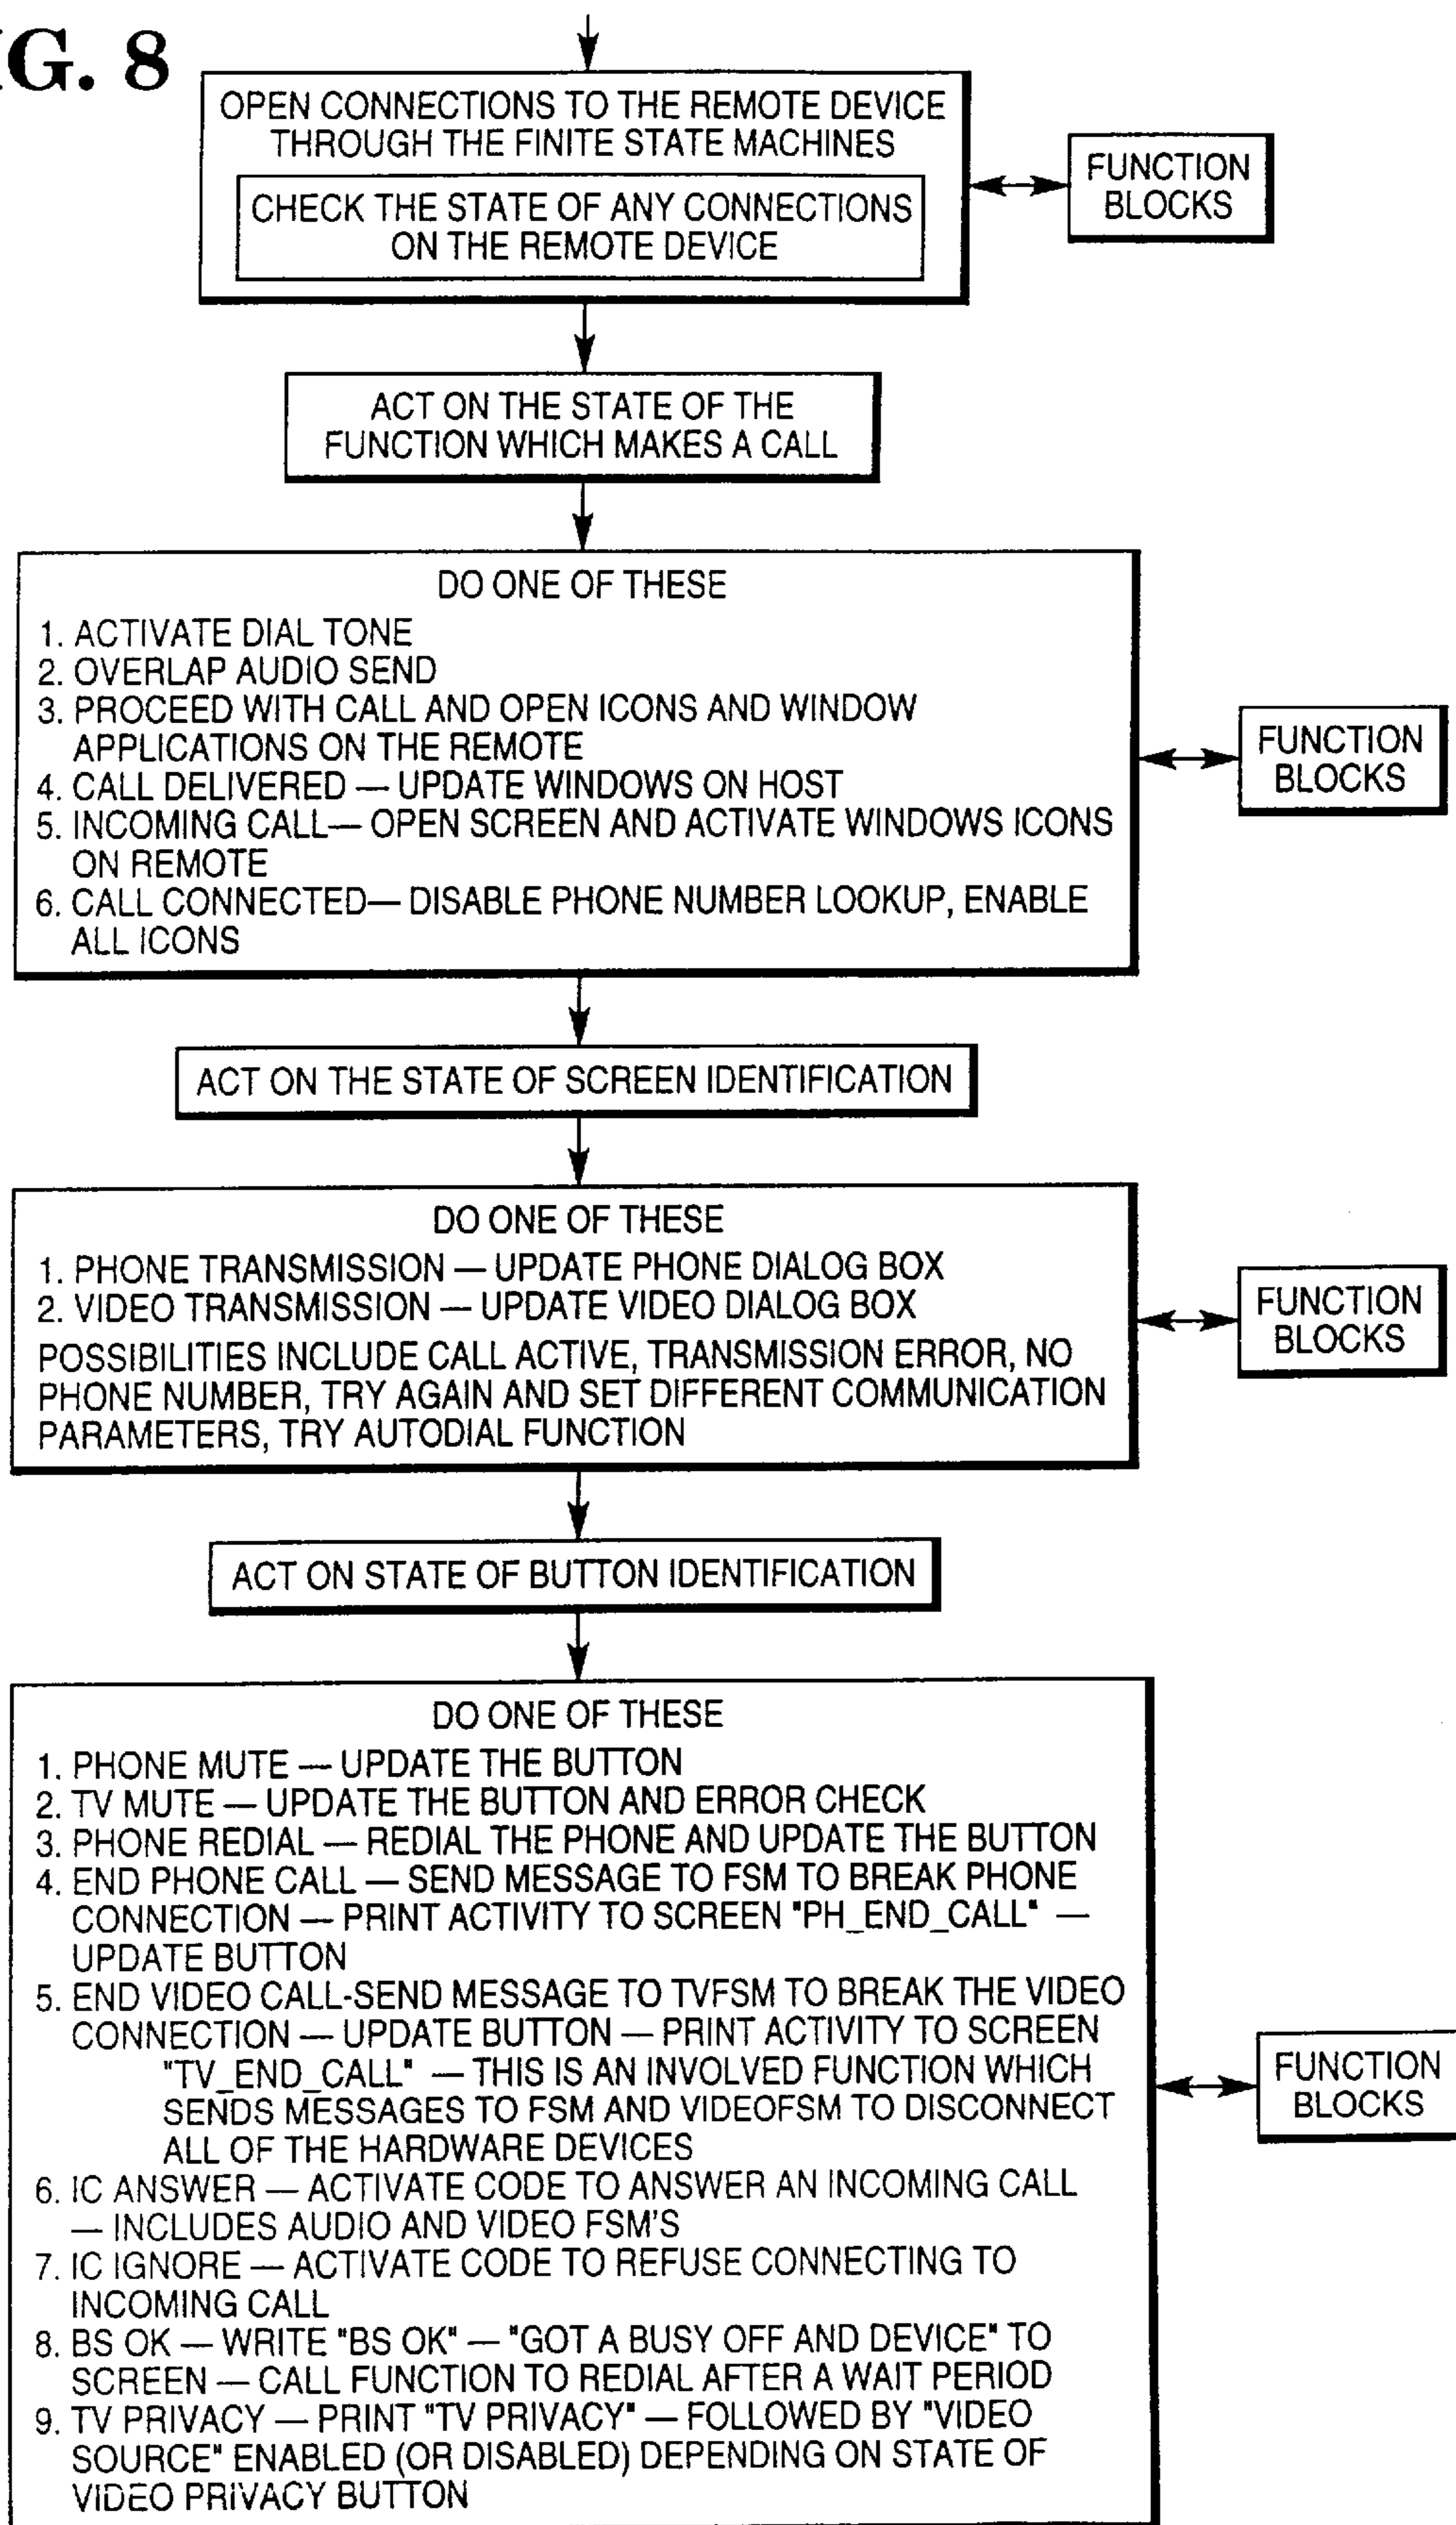 G. 8
OPEN CONNECTIONS TO THE REMOTE DEVICE
THROUGH THE FINITE STATE MACHINES
CHECK THE STATE OF ANY CONNECTIONS
ON THE REMOTE DEVICE
FUNCTION
BLOCKS
ACT ON THE STATE OF THE
FUNCTION WHICH MAKES A CALL
DO ONE OF THESE
1. ACTIVATE DIAL TONE
2. OVERLAP AUDIO SEND
3. PROCEED WITH CALL AND OPEN ICONS AND WINDOW
APPLICATIONS ON THE REMOTE
4. CALL DELIVERED — UPDATE WINDOWS ON HOST
5. INCOMING CALL— OPEN SCREEN AND ACTIVATE WINDOWS ICONS
ON REMOTE
6. CALL CONNECTED— DISABLE PHONE NUMBER LOOKUP, ENABLE
ALL ICONS
FUNCTION
BLOCKS
ACT ON THE STATE OF SCREEN IDENTIFICATION
DO ONE OF THESE
1. PHONE TRANSMISSION — UPDATE PHONE DIALOG BOX
2. VIDEO TRANSMISSION — UPDATE VIDEO DIALOG BOX
POSSIBILITIES INCLUDE CALL ACTIVE, TRANSMISSION ERROR, NO
PHONE NUMBER, TRY AGAIN AND SET DIFFERENT COMMUNICATION
PARAMETERS, TRY AUTODIAL FUNCTION
FUNCTION
BLOCKS
ACT ON STATE OF BUTTON IDENTIFICATION
DO ONE OF THESE
1. PHONE MUTE — UPDATE THE BUTTON
2. TV MUTE — UPDATE THE BUTTON AND ERROR CHECK
3. PHONE REDIAL — REDIAL THE PHONE AND UPDATE THE BUTTON
4. END PHONE CALL — SEND MESSAGE TO FSM TO BREAK PHONE
CONNECTION — PRINT ACTIVITY TO SCREEN "PH_END_CALL" —
UPDATE BUTTON
5. END VIDEO CALL-SEND MESSAGE TO TVFSM TO BREAK THE VIDEO
CONNECTION — UPDATE BUTTON — PRINT ACTIVITY TO SCREEN
"TV_END_CALL" — THIS IS AN INVOLVED FUNCTION WHICH
SENDS MESSAGES TO FSM AND VIDEOFSM TO DISCONNECT
ALL OF THE HARDWARE DEVICES
6. IC ANSWER — ACTIVATE CODE TO ANSWER AN INCOMING CALL
— INCLUDES AUDIO AND VIDEO FSM'S
7. IC IGNORE — ACTIVATE CODE TO REFUSE CONNECTING TO
INCOMING CALL
8. BS OK — WRITE "BS OK" — "GOT A BUSY OFF AND DEVICE" TO
SCREEN — CALL FUNCTION TO REDIAL AFTER A WAIT PERIOD
9. TV PRIVACY — PRINT "TV PRIVACY" — FOLLOWED BY "VIDEO
SOURCE" ENABLED (OR DISABLED) DEPENDING ON STATE OF
VIDEO PRIVACY BUTTON
FUNCTION
BLOCKS